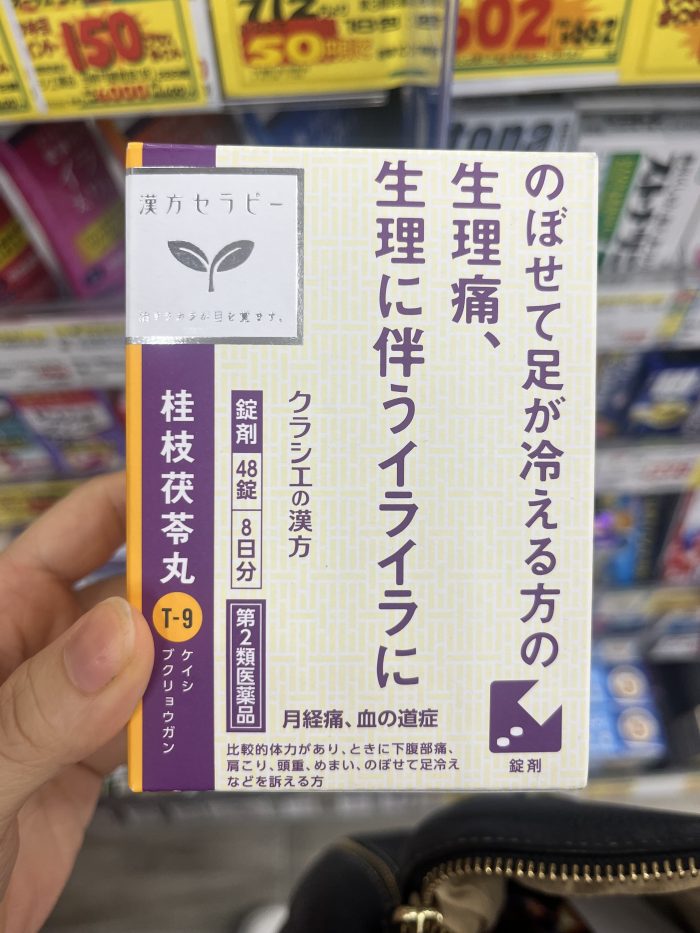 150
50
602
tona
漢方セラピー
のぼせて足が冷える方の
生理痛、
生理に伴うイライラに
クラシエの漢方
錠剤
48錠
8日分
第2類医薬品
桂枝茯苓丸
T-9
ケイシ
ブクリョウガン
月経痛、血の道症
比較的体力があり、ときに下腹部痛、
肩こり、頭重、めまい、のぼせて足冷え
などを訴える方
錠剤